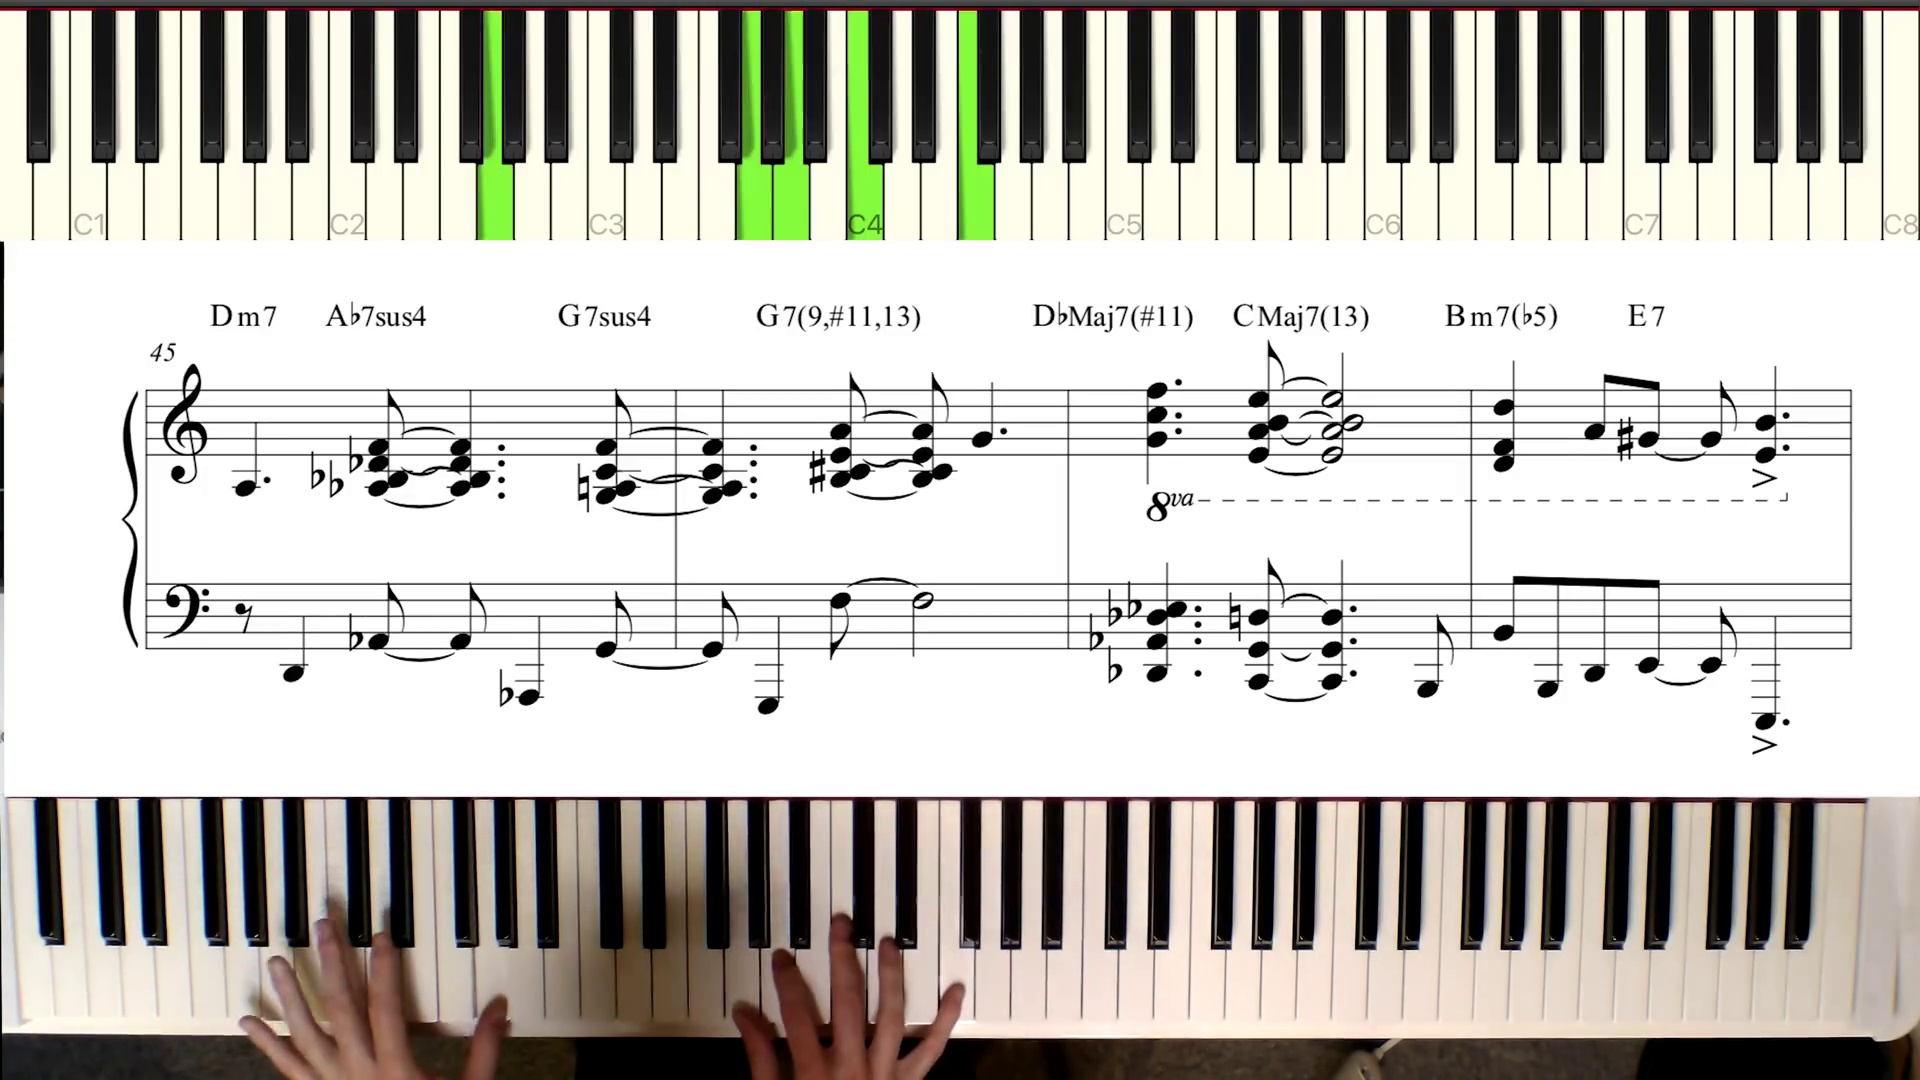 C1 C2 C3 C4 C5 C6 C7 C8
Dm7 A♭7sus4 G7sus4 G7(9,#11,13) D♭Maj7(#11) CMaj7(13) Bm7(♭5) E7
45
8va